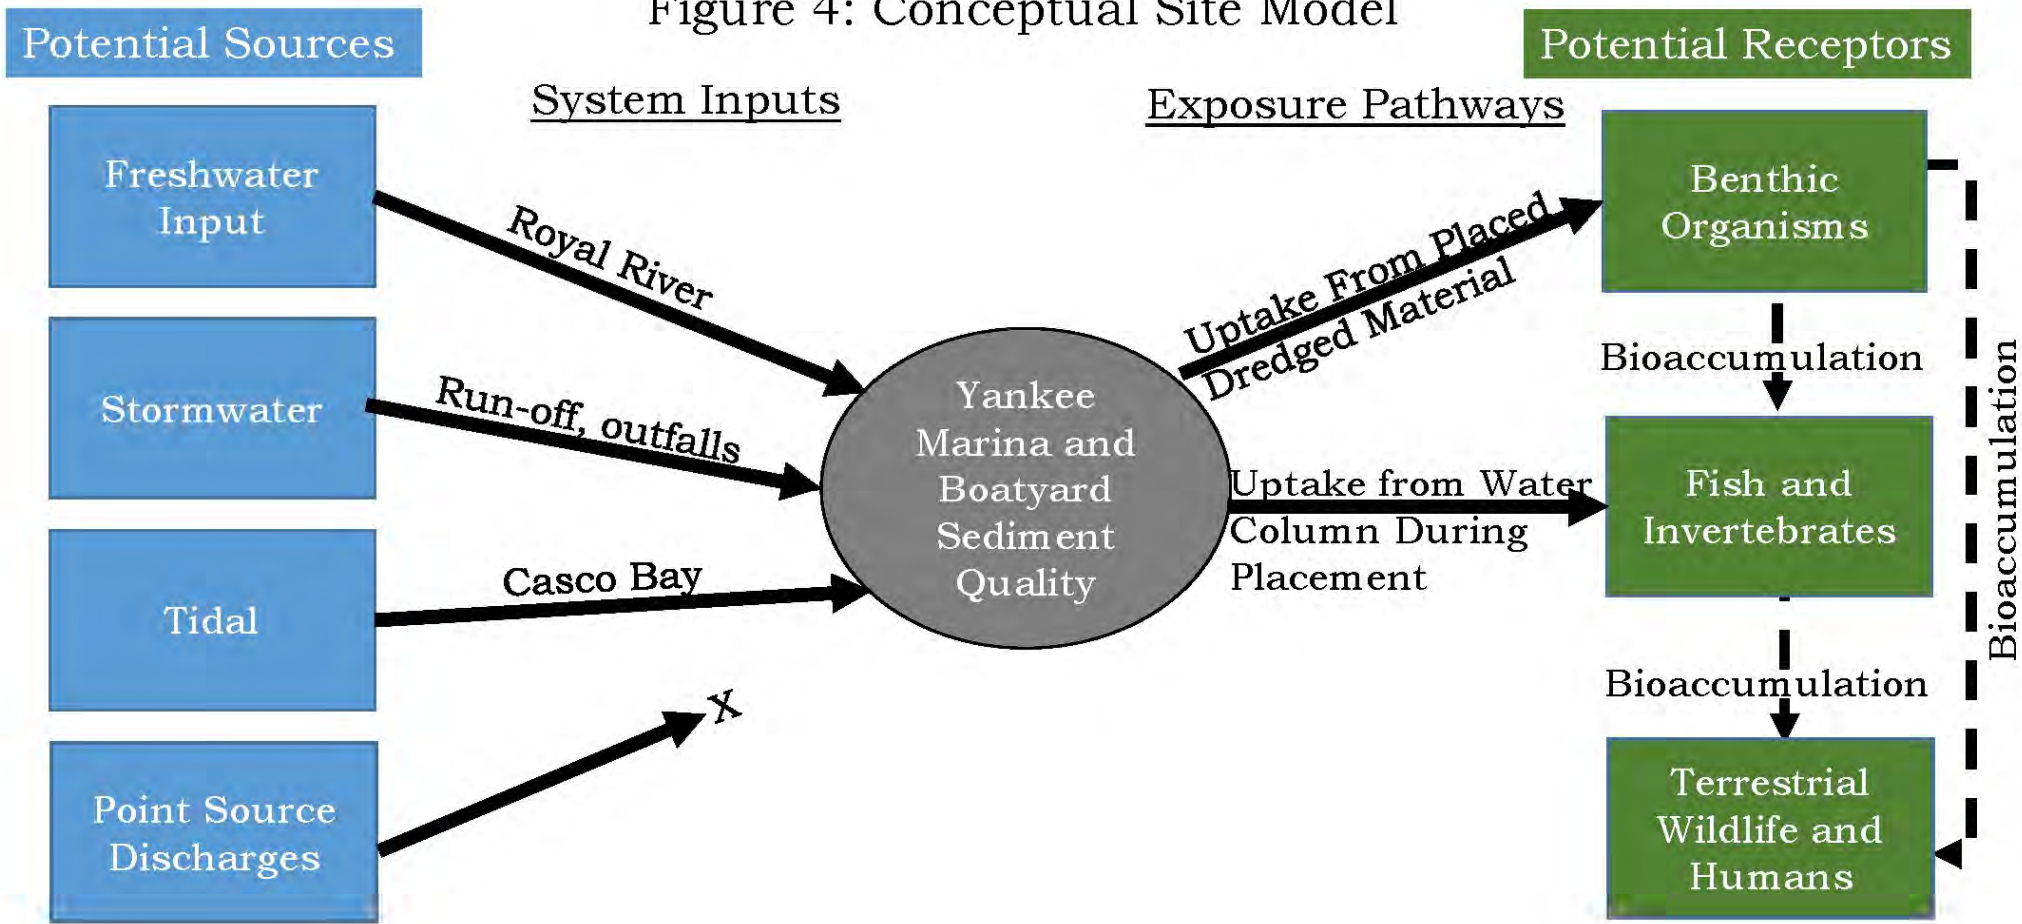 Figure 4: Conceptual Site Model
Potential Sources
Potential Receptors
System Inputs
Exposure Pathways
Freshwater
Input
Stormwater
Tidal
Point Source
Discharges
Royal River
Run-off, outfalls
Casco Bay
X
Yankee
Marina and
Boatyard
Sediment
Quality
Uptake From Placed
Dredged Material
Uptake from Water
Column During
Placement
Benthic
Organisms
Bioaccumulation
Fish and
Invertebrates
Bioaccumulation
Terrestrial
Wildlife and
Humans
Bioaccumulation